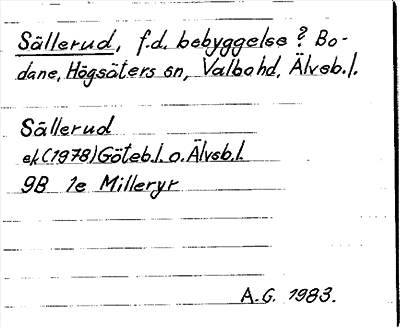 Sällerud, f.d. bebyggelse? Bo-
dane, Högsäters sn, Valbohd, Älvsb.l.
Sällerud
ek(1978)Göteb.l. o. Älvsb.l.
9B 1e Milleryr
A.G. 1983.